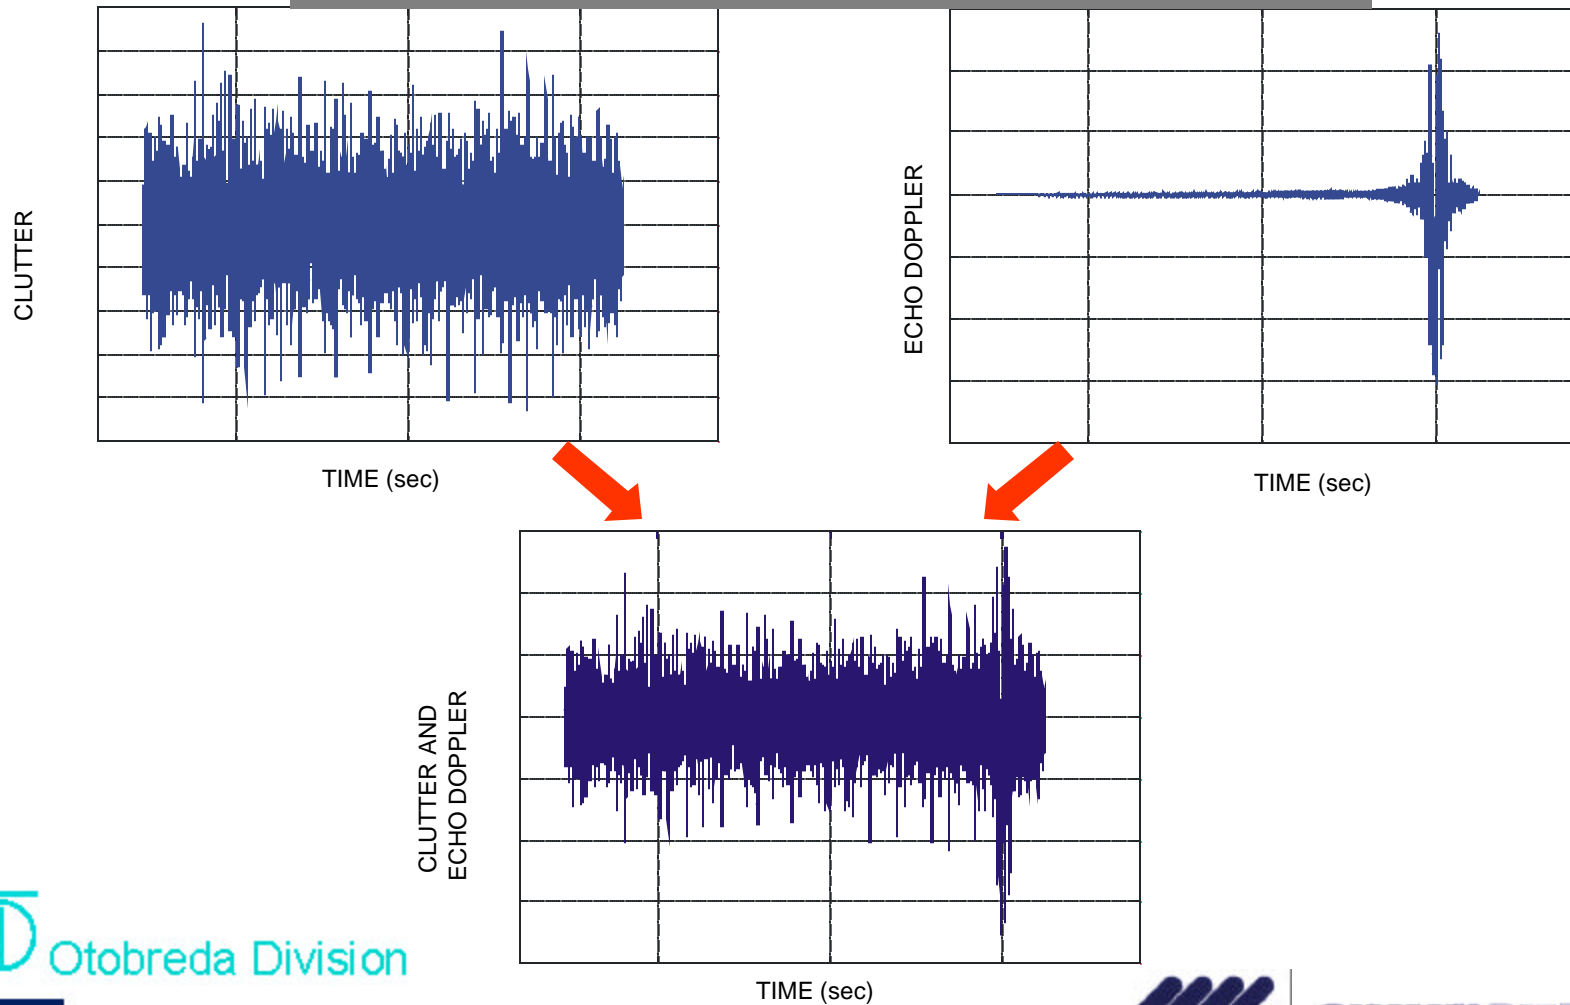 CLUTTER
TIME (sec)
ECHO DOPPLER
TIME (sec)
CLUTTER AND
ECHO DOPPLER
TIME (sec)
Otobreda Division